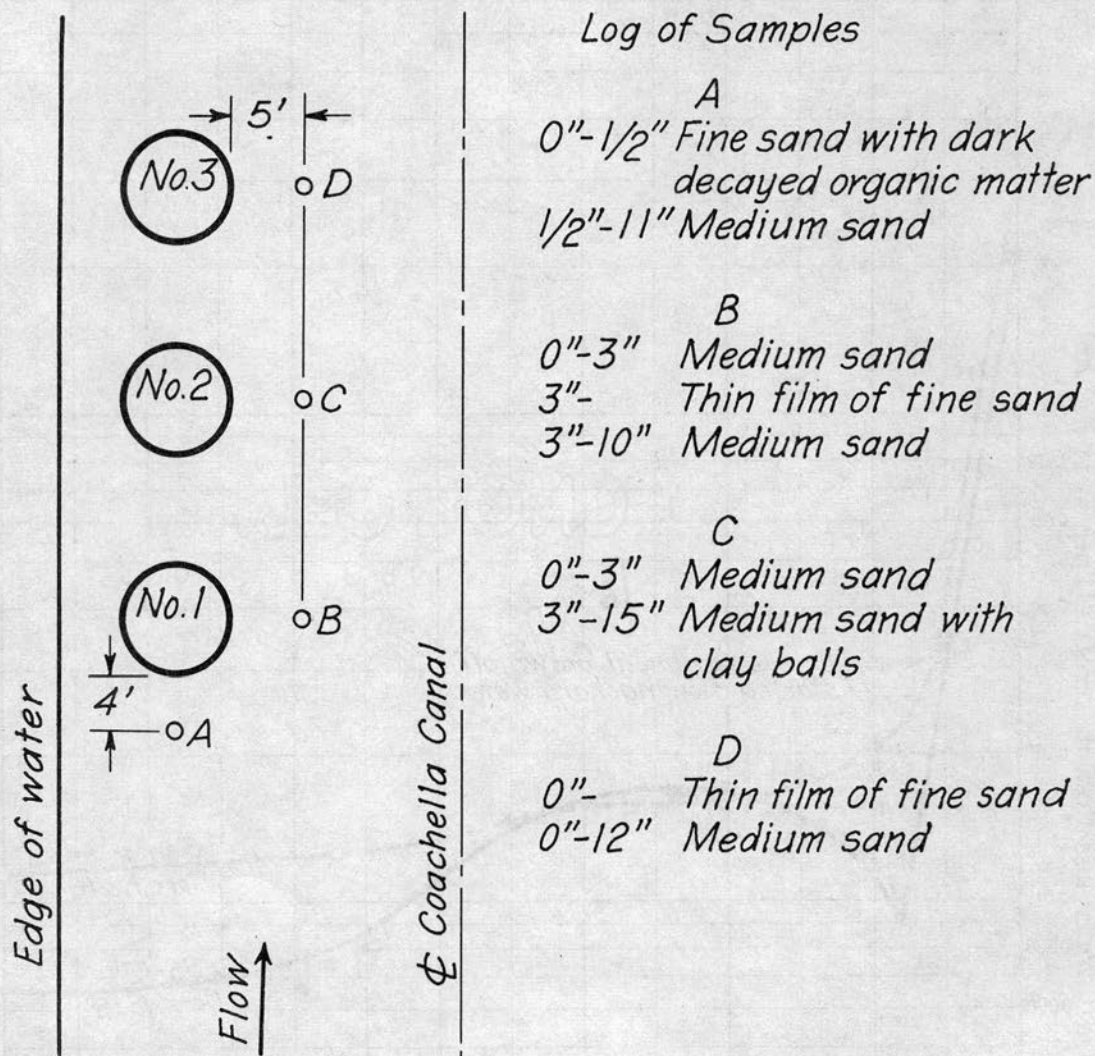 Log of Samples
A
0"-1/2" Fine sand with dark
decayed organic matter
1/2"-11" Medium sand
B
0"-3" Medium sand
3"- Thin film of fine sand
3"-10" Medium sand
C
0"-3" Medium sand
3"-15" Medium sand with
clay balls
D
0"- Thin film of fine sand
0"-12" Medium sand
5'
No.3
D
No.2
C
No.1
B
4'
A
Edge of water
Flow
℄ Coachella Canal